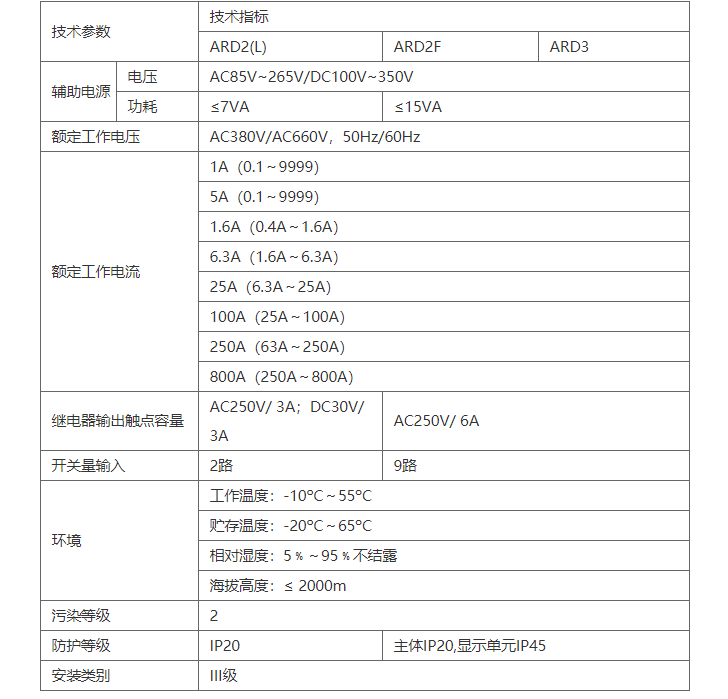 技术参数
技术指标
ARD2(L)
ARD2F
ARD3
辅助电源
电压
AC85V~265V/DC100V~350V
功耗
≤7VA
≤15VA
额定工作电压
AC380V/AC660V，50Hz/60Hz
额定工作电流
1A（0.1～9999）
5A（0.1～9999）
1.6A（0.4A～1.6A）
6.3A（1.6A～6.3A）
25A（6.3A～25A）
100A（25A～100A）
250A（63A～250A）
800A（250A～800A）
继电器输出触点容量
AC250V/ 3A；DC30V/
3A
AC250V/ 6A
开关量输入
2路
9路
环境
工作温度：-10ºC～55ºC
贮存温度：-20ºC～65ºC
相对湿度：5﹪～95﹪不结露
海拔高度：≤ 2000m
污染等级
2
防护等级
IP20
主体IP20,显示单元IP45
安装类别
III级